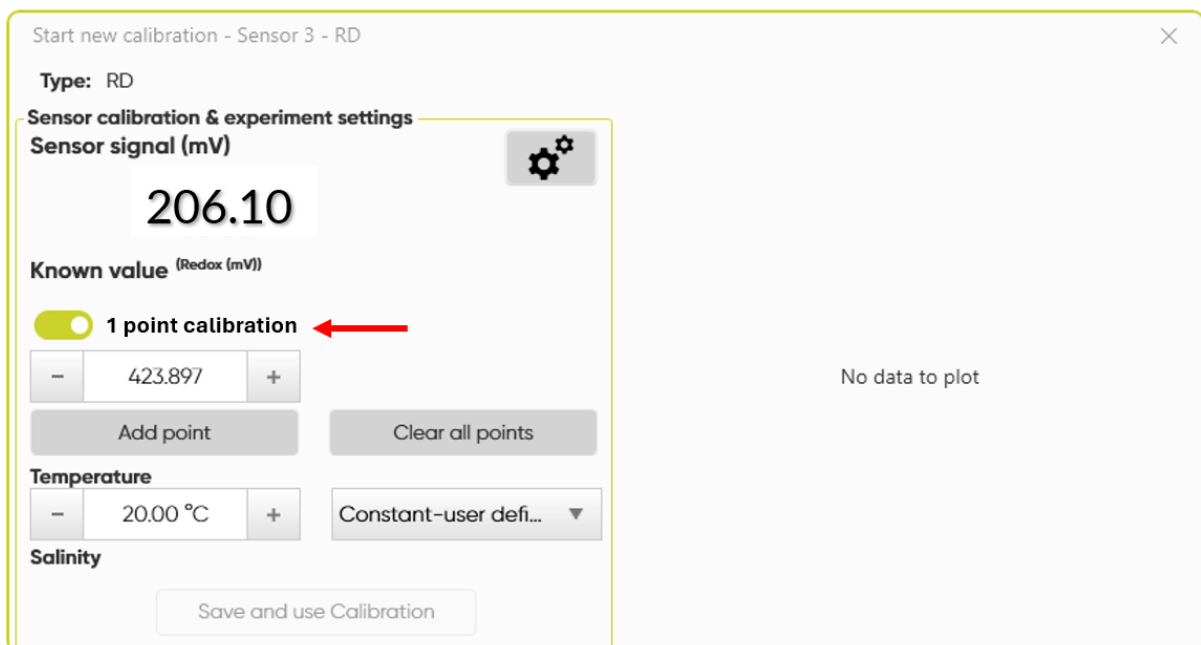 Start new calibration - Sensor 3 - RD
Type: RD
Sensor calibration & experiment settings
Sensor signal (mV)
206.10
Known value (Redox (mV))
1 point calibration
− 423.897 +
Add point Clear all points
Temperature
− 20.00 °C + Constant-user defi...
Salinity
Save and use Calibration
No data to plot